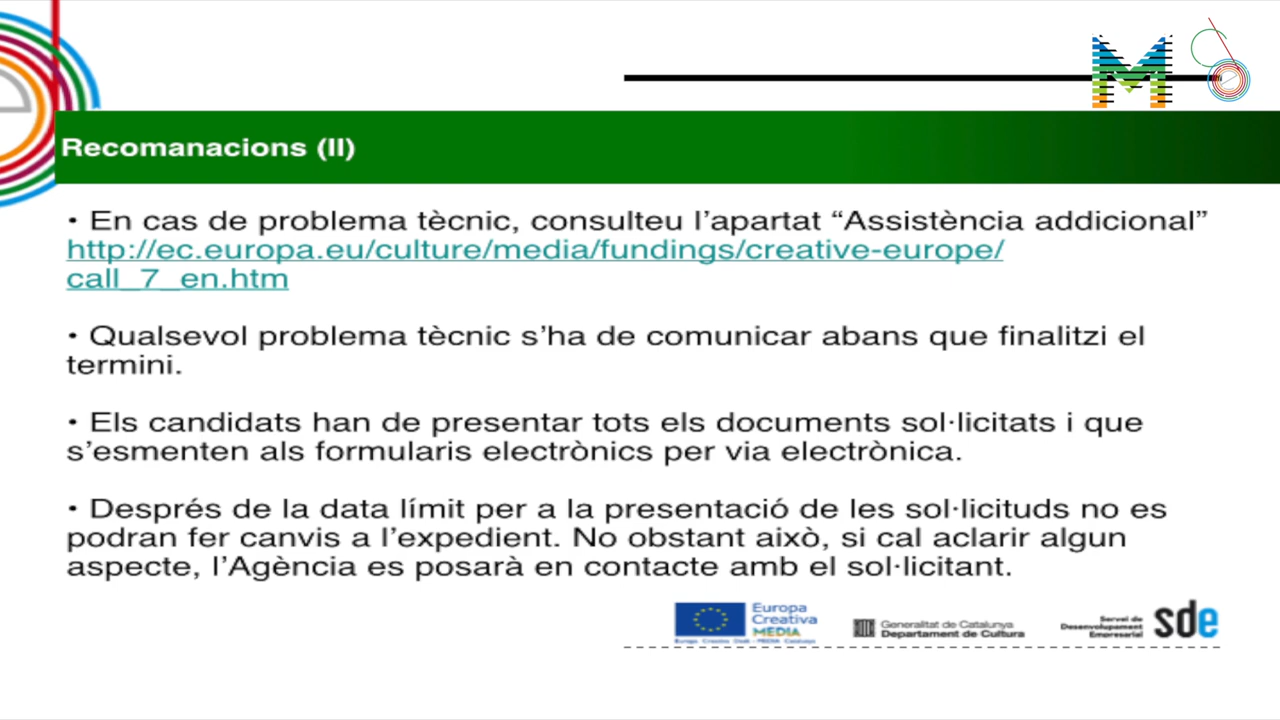 Recomanacions (II)
• En cas de problema tècnic, consulteu l’apartat “Assistència addicional”
http://ec.europa.eu/culture/media/fundings/creative-europe/
call_7_en.htm
• Qualsevol problema tècnic s’ha de comunicar abans que finalitzi el
termini.
• Els candidats han de presentar tots els documents sol·licitats i que
s’esmenten als formularis electrònics per via electrònica.
• Després de la data límit per a la presentació de les sol·licituds no es
podran fer canvis a l’expedient. No obstant això, si cal aclarir algun
aspecte, l’Agència es posarà en contacte amb el sol·licitant.
Europa
Creativa
MEDIA
Generalitat de Catalunya
Departament de Cultura
Servei de
Desenvolupament
Empresarial
sde